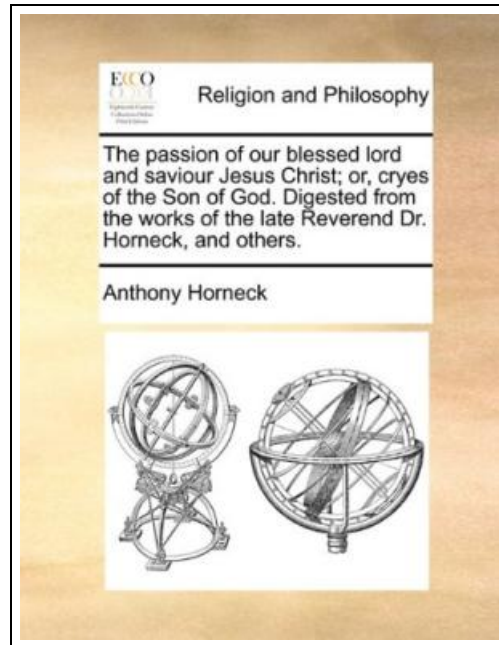 ECCO
Religion and Philosophy
The passion of our blessed lord
and saviour Jesus Christ; or, cryes
of the Son of God. Digested from
the works of the late Reverend Dr.
Horneck, and others.
Anthony Horneck